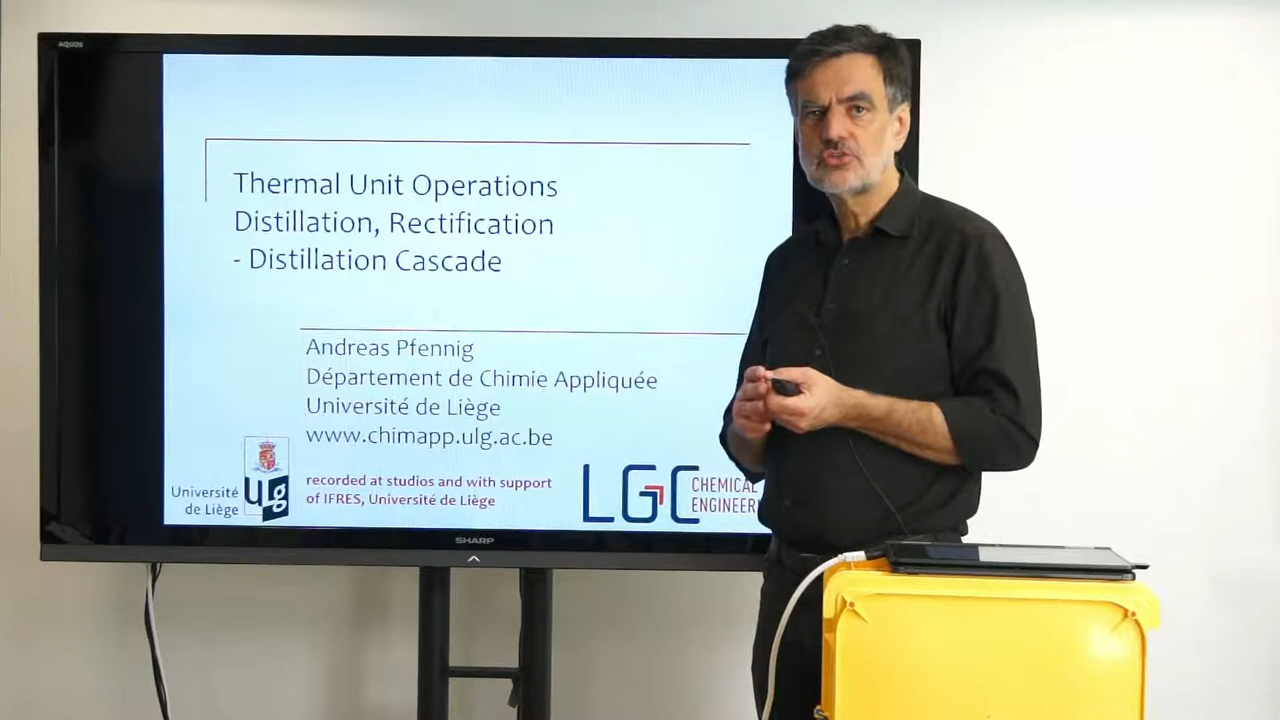 AQUOS
Thermal Unit Operations
Distillation, Rectification
- Distillation Cascade
Andreas Pfennig
Département de Chimie Appliquée
Université de Liège
www.chimapp.ulg.ac.be
recorded at studios and with support
of IFRES, Université de Liège
Université
de Liège
ulg
LGC
CHEMICAL
ENGINEER
SHARP